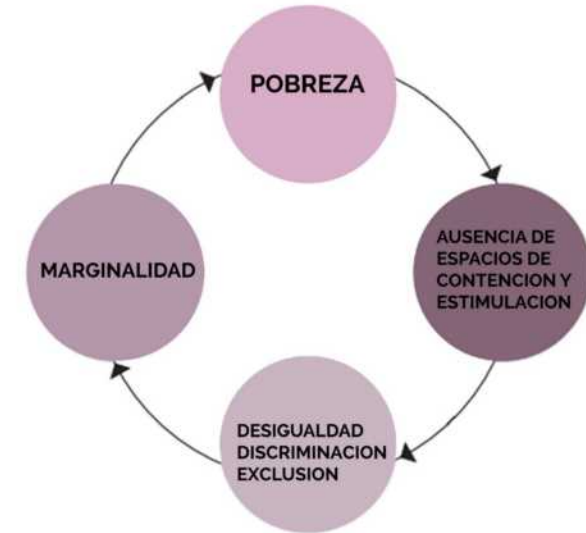 POBREZA
AUSENCIA DE
ESPACIOS DE
CONTENCION Y
ESTIMULACION
DESIGUALDAD
DISCRIMINACION
EXCLUSION
MARGINALIDAD